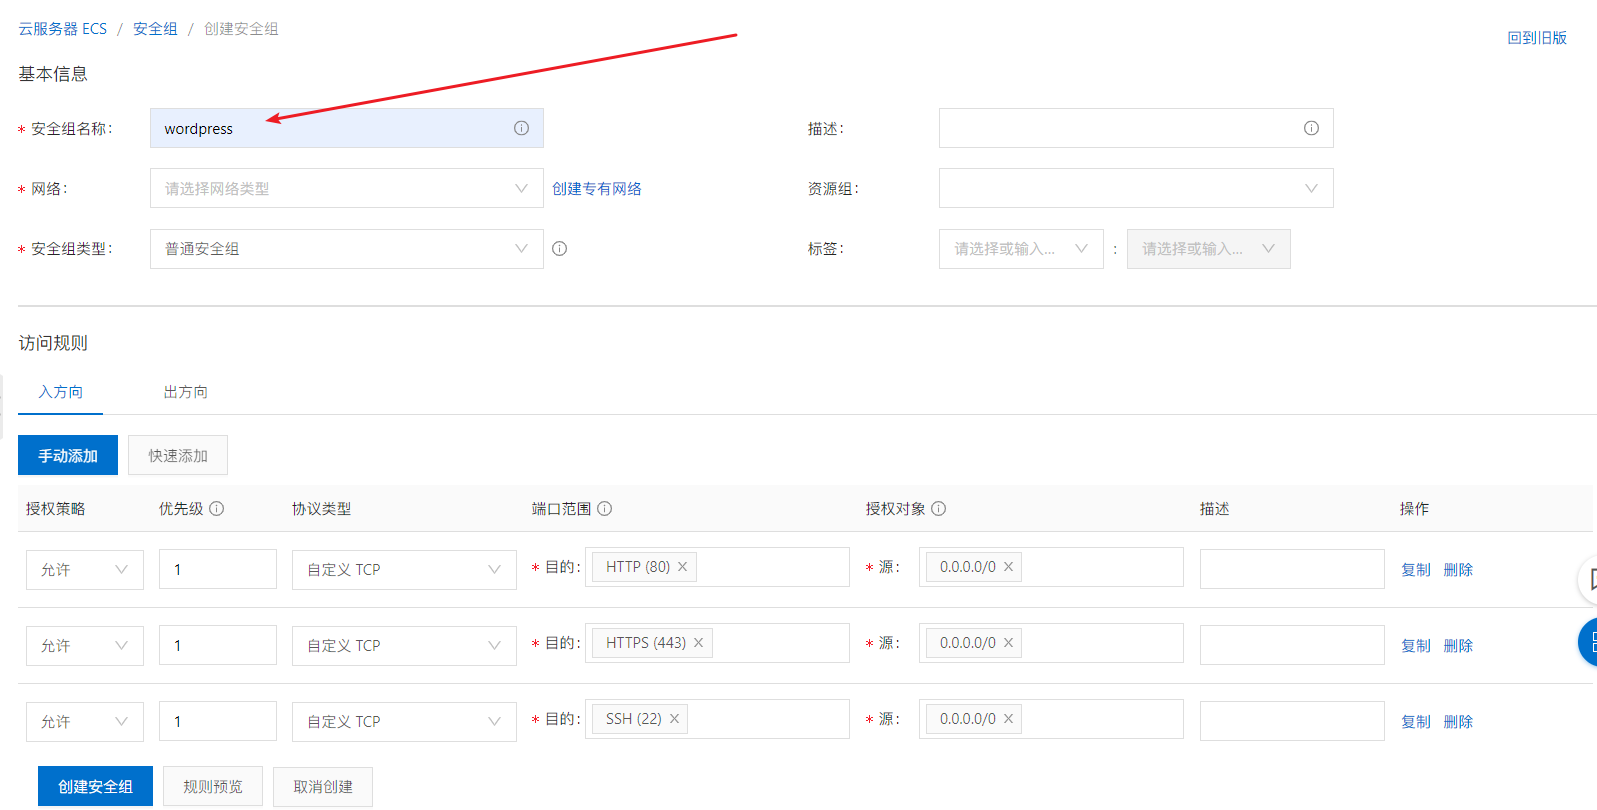 云服务器 ECS / 安全组 / 创建安全组
回到旧版
基本信息
* 安全组名称: wordpress 描述:
* 网络: 请选择网络类型 创建专有网络 资源组:
* 安全组类型: 普通安全组 标签: 请选择或输入... : 请选择或输入...
访问规则
入方向 出方向
手动添加 快速添加
授权策略 优先级 协议类型 端口范围 授权对象 描述 操作
允许 1 自定义 TCP * 目的: HTTP (80) * 源: 0.0.0.0/0 复制 删除
允许 1 自定义 TCP * 目的: HTTPS (443) * 源: 0.0.0.0/0 复制 删除
允许 1 自定义 TCP * 目的: SSH (22) * 源: 0.0.0.0/0 复制 删除
创建安全组 规则预览 取消创建